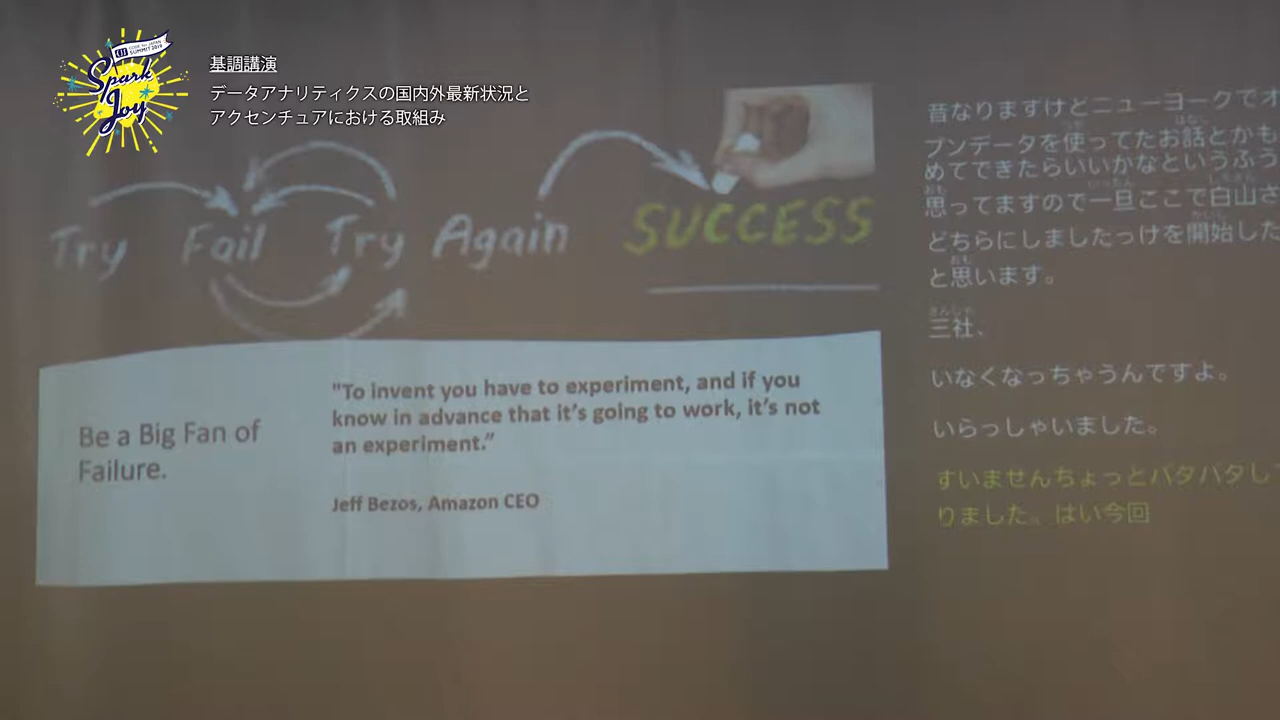 CODE for JAPAN
SUMMIT 2019
Spark
Joy
基調講演
データアナリティクスの国内外最新状況と
アクセンチュアにおける取組み
Try Fail Try Again SUCCESS
Be a Big Fan of
Failure.
"To invent you have to experiment, and if you
know in advance that it’s going to work, it’s not
an experiment.”
Jeff Bezos, Amazon CEO
音なりますけどニューヨークでオ
プンデータを使ってたお話とかも
めてできたらいいかなというふう
思ってますので一旦ここで白山さ
どちらにしましたっけを開始した
と思います。
三社、
いなくなっちゃうんですよ。
いらっしゃいました。
すいませんちょっとバタバタし
りました。はい今回